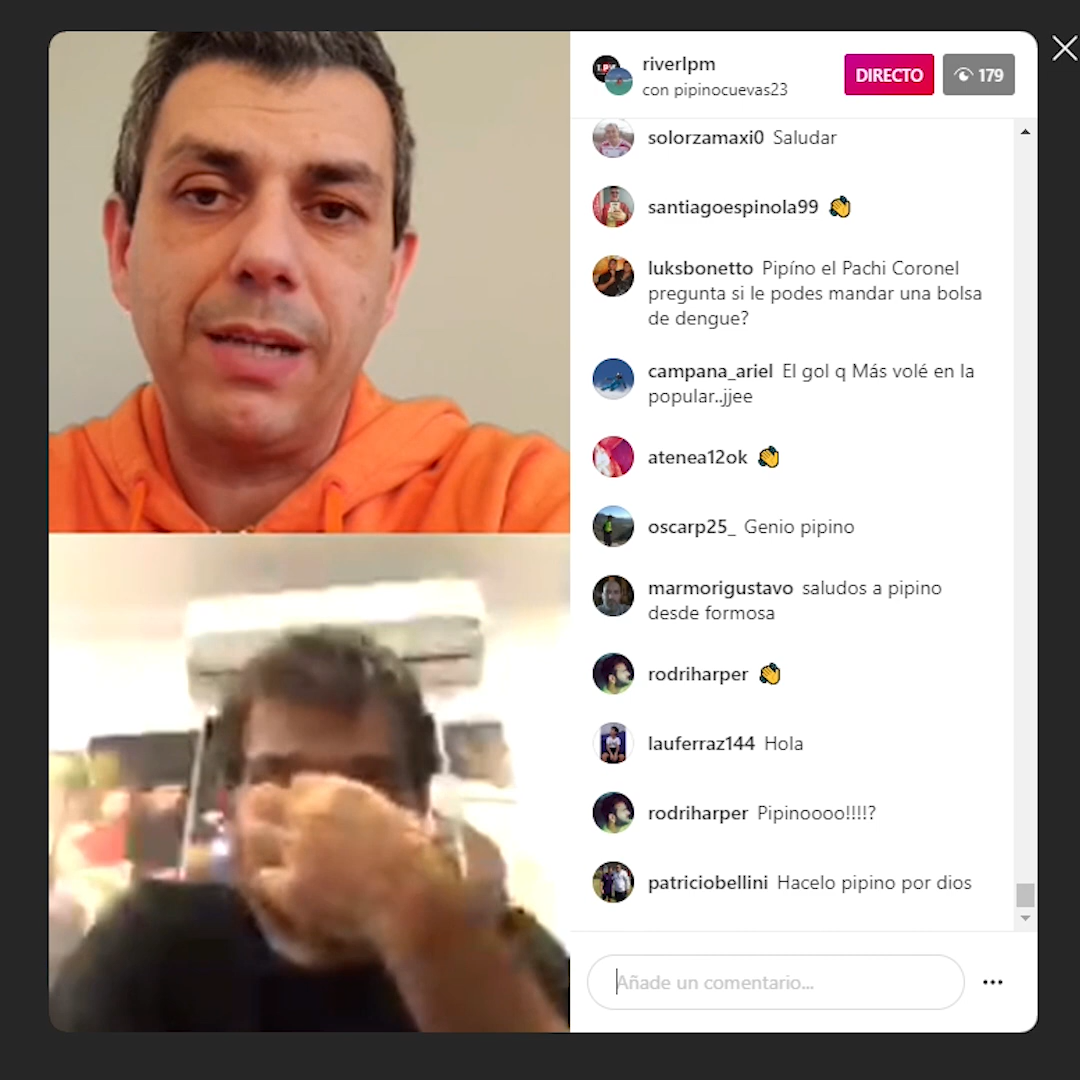 riverlpm
con pipinocuevas23
DIRECTO
179
solorzamaxi0 Saludar
santiagoespinola99 👏
luksbonetto Pipíno el Pachi Coronel
pregunta si le podes mandar una bolsa
de dengue?
campana_ariel El gol q Más volé en la
popular..jjee
atenea12ok 👏
oscarp25_ Genio pipino
marmorigustavo saludos a pipino
desde formosa
rodriharper 👏
lauferraz144 Hola
rodriharper Pipinoooo!!!!?
patriciobellini Hacelo pipino por dios
Añade un comentario...